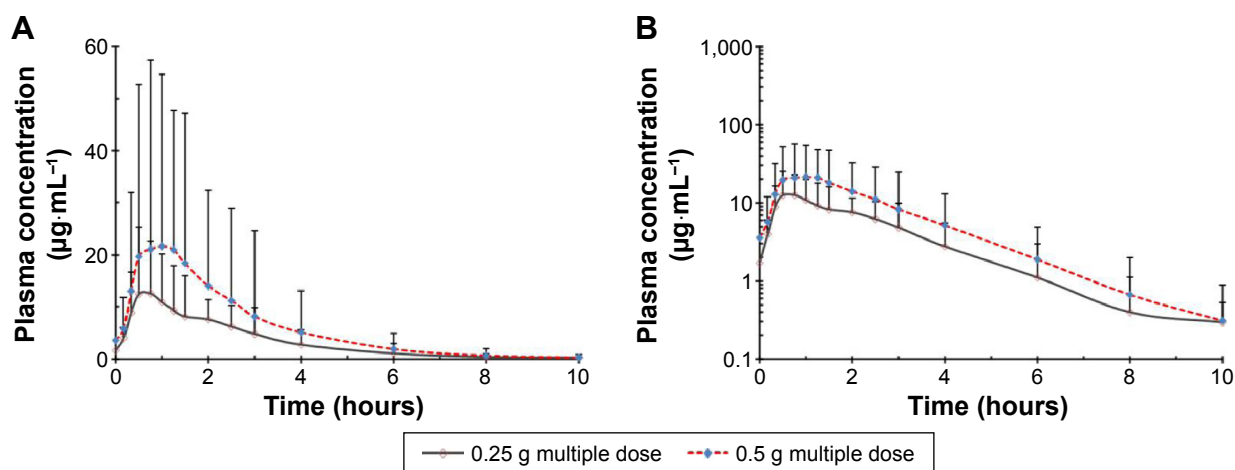 A
Plasma concentration
(µg·mL⁻¹)
60
40
20
0
0
2
4
6
8
10
Time (hours)
B
Plasma concentration
(µg·mL⁻¹)
1,000
100
10
1
0.1
0
2
4
6
8
10
Time (hours)
0.25 g multiple dose
0.5 g multiple dose